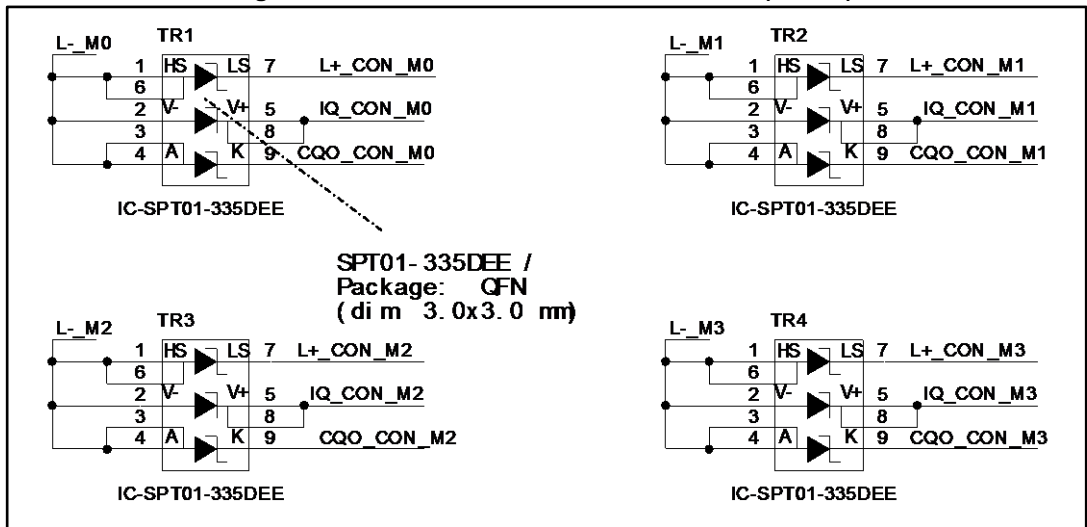 L-_M0 TR1
1 HS LS 7 L+_CON_M0
6
2 V- V+ 5 IQ_CON_M0
3 8
4 A K 9 CQO_CON_M0
IC-SPT01-335DEE
L-_M1 TR2
1 HS LS 7 L+_CON_M1
6
2 V- V+ 5 IQ_CON_M1
3 8
4 A K 9 CQO_CON_M1
IC-SPT01-335DEE
SPT01-335DEE /
Package: QFN
(dim 3.0x3.0 mm)
L-_M2 TR3
1 HS LS 7 L+_CON_M2
6
2 V- V+ 5 IQ_CON_M2
3 8
4 A K 9 CQO_CON_M2
IC-SPT01-335DEE
L-_M3 TR4
1 HS LS 7 L+_CON_M3
6
2 V- V+ 5 IQ_CON_M3
3 8
4 A K 9 CQO_CON_M3
IC-SPT01-335DEE